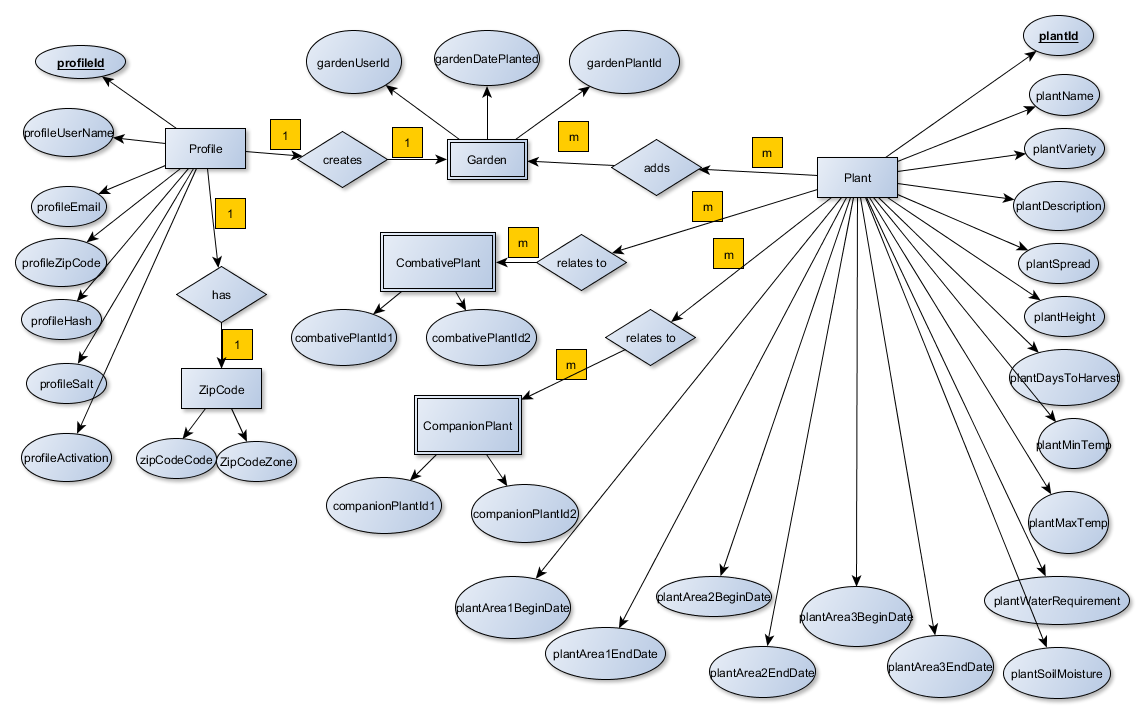 plantId
profileId
gardenUserId
gardenDatePlanted
gardenPlantId
plantName
profileUserName
1
1
m
m
plantVariety
Profile
creates
Garden
adds
Plant
profileEmail
1
m
plantDescription
m
m
profileZipCode
CombativePlant
relates to
plantSpread
has
profileHash
plantHeight
1
combativePlantId1
combativePlantId2
relates to
m
profileSalt
ZipCode
plantDaysToHarvest
CompanionPlant
plantMinTemp
profileActivation
zipCodeCode
ZipCodeZone
companionPlantId1
companionPlantId2
plantMaxTemp
plantArea1BeginDate
plantArea2BeginDate
plantArea3BeginDate
plantWaterRequirement
plantArea1EndDate
plantArea2EndDate
plantArea3EndDate
plantSoilMoisture